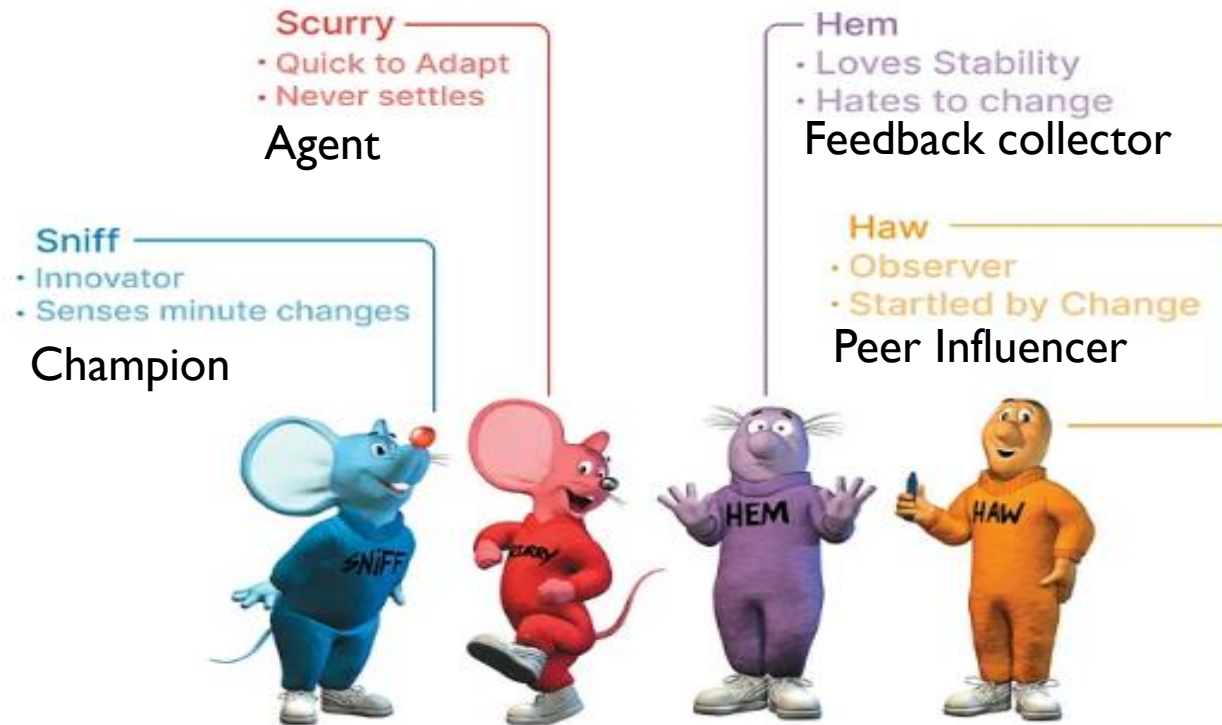 Scurry
• Quick to Adapt
• Never settles
Agent
Hem
• Loves Stability
• Hates to change
Feedback collector
Sniff
• Innovator
• Senses minute changes
Champion
Haw
• Observer
• Startled by Change
Peer Influencer
SNIFF
SCURRY
HEM
HAW